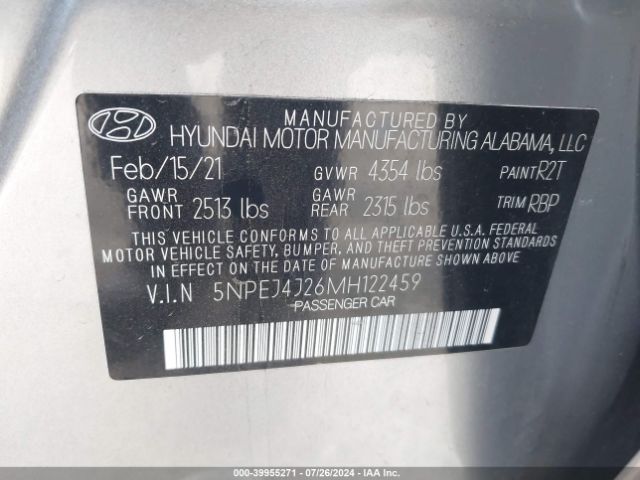 MANUFACTURED BY
HYUNDAI MOTOR MANUFACTURING ALABAMA, LLC
Feb/15/21 GVWR 4354 lbs PAINT R2T
GAWR FRONT 2513 lbs GAWR REAR 2315 lbs TRIM RBP
THIS VEHICLE CONFORMS TO ALL APPLICABLE U.S.A. FEDERAL
MOTOR VEHICLE SAFETY, BUMPER, AND THEFT PREVENTION STANDARDS
IN EFFECT ON THE DATE OF MANUFACTURE SHOWN ABOVE.
V.I.N 5NPEJ4J26MH122459
PASSENGER CAR
000-39955271 - 07/26/2024 - COPYRIGHT IAA, LLC.